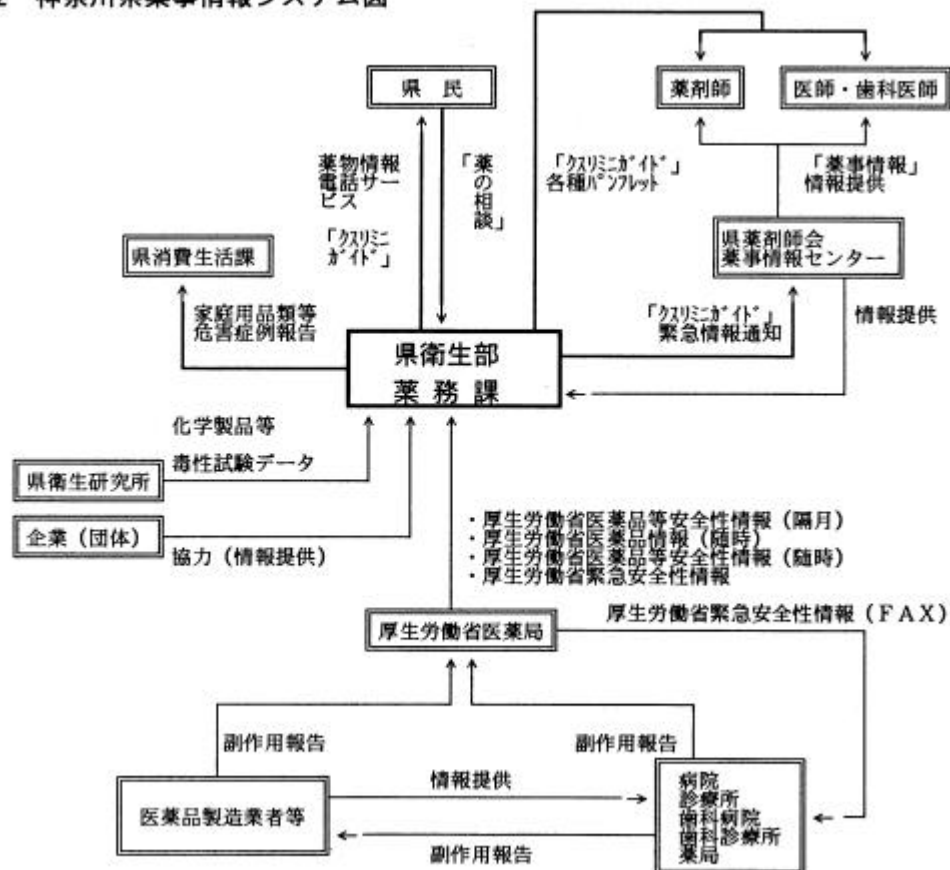 神奈川県薬事情報システム図
県 民
薬剤師
医師・歯科医師
薬物情報
電話サー
ビス
「クスリミニ
ガイド」
「薬の相談」
「クスリミニガイド」
各種パンフレット
「薬事情報」
情報提供
県消費生活課
県薬剤師会
薬事情報センター
家庭用品類等
危害症例報告
「クスリミニガイド」
緊急情報通知
情報提供
県衛生部
薬 務 課
化学製品等
毒性試験データ
県衛生研究所
企業（団体）
協力（情報提供）
・厚生労働省医薬品等安全性情報（隔月）
・厚生労働省医薬品情報（随時）
・厚生労働省医薬品等安全性情報（随時）
・厚生労働省緊急安全性情報
厚生労働省医薬局
厚生労働省緊急安全性情報（ＦＡＸ）
副作用報告
副作用報告
医薬品製造業者等
情報提供
副作用報告
病院
診療所
歯科病院
歯科診療所
薬局